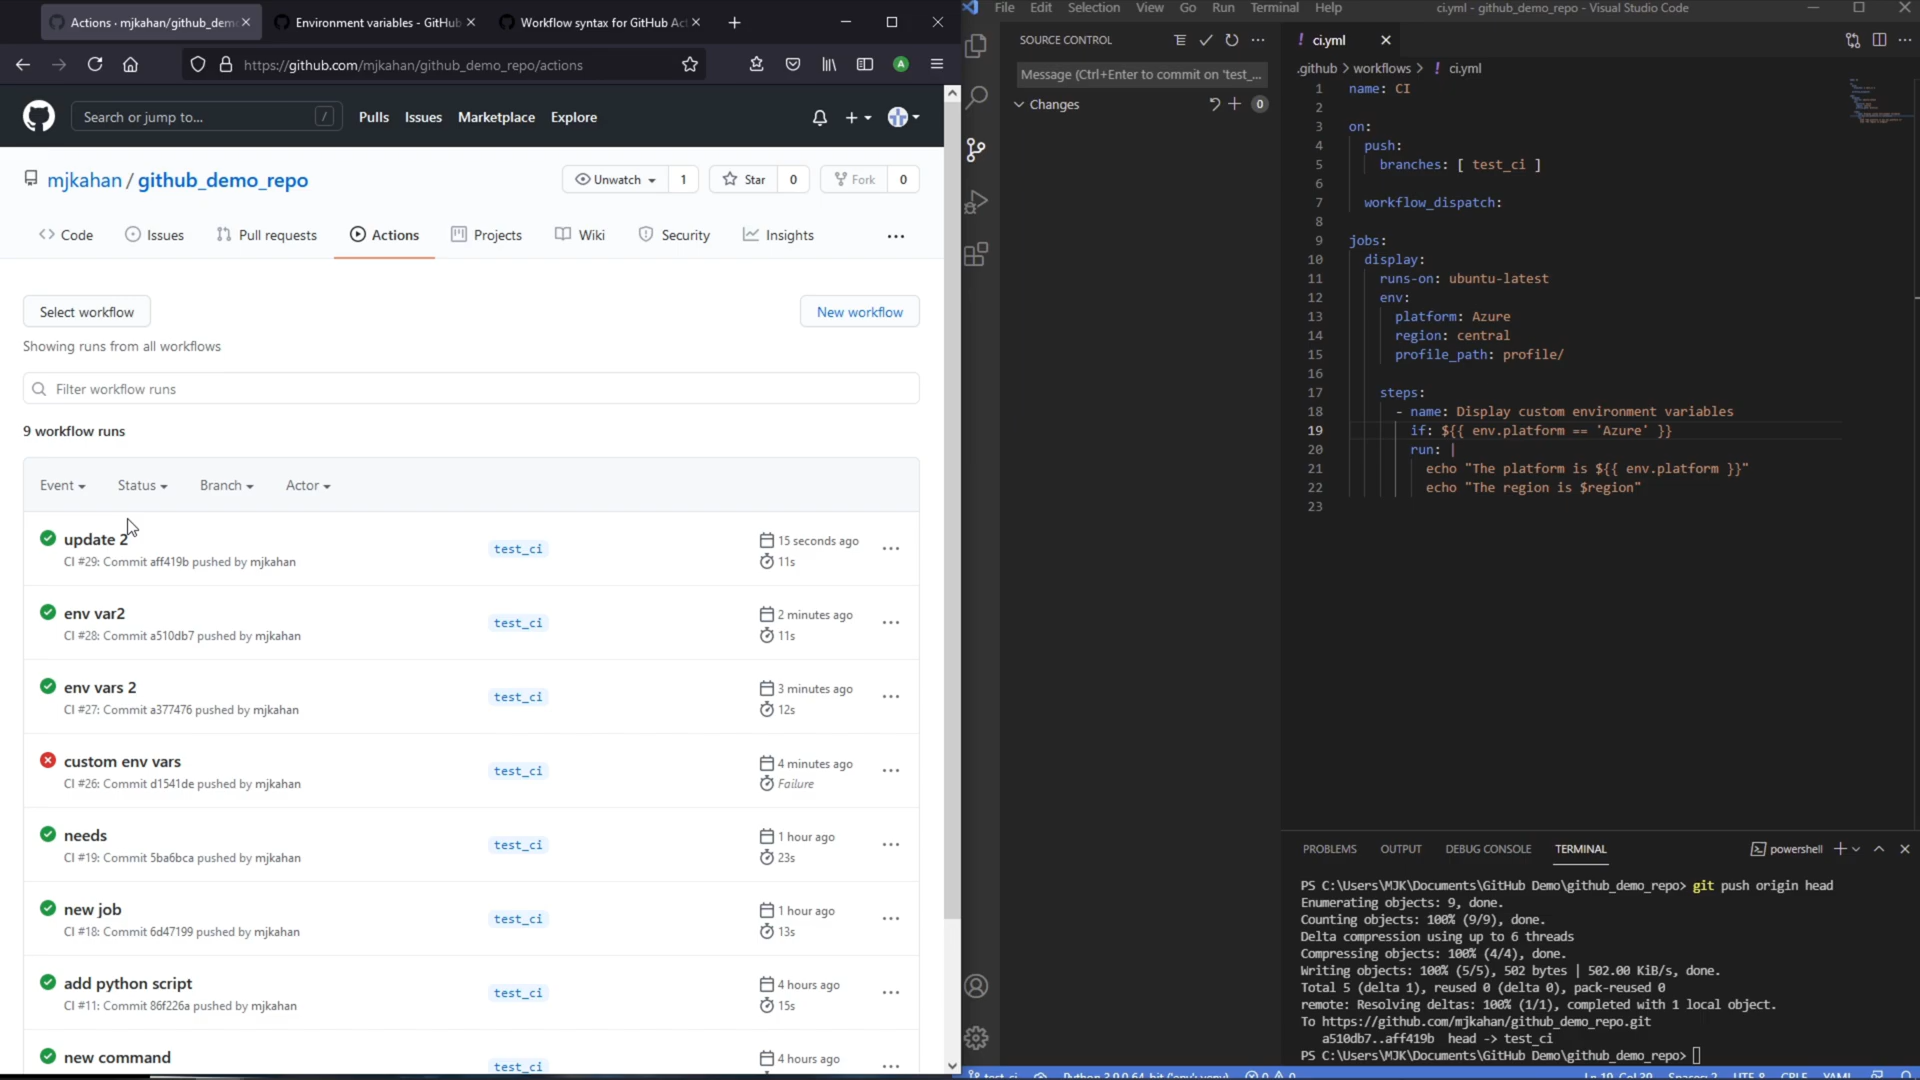 Actions · mjkahan/github_dem
Environment variables - GitHub
Workflow syntax for GitHub Ac
https://github.com/mjkahan/github_demo_repo/actions
A
Search or jump to...
/
Pulls
Issues
Marketplace
Explore
mjkahan / github_demo_repo
Unwatch
1
Star
0
Fork
0
Code
Issues
Pull requests
Actions
Projects
Wiki
Security
Insights
Select workflow
New workflow
Showing runs from all workflows
Filter workflow runs
9 workflow runs
Event
Status
Branch
Actor
update 2
CI #29: Commit aff419b pushed by mjkahan
test_ci
15 seconds ago
11s
env var2
CI #28: Commit a510db7 pushed by mjkahan
test_ci
2 minutes ago
11s
env vars 2
CI #27: Commit a377476 pushed by mjkahan
test_ci
3 minutes ago
12s
custom env vars
CI #26: Commit d1541de pushed by mjkahan
test_ci
4 minutes ago
Failure
needs
CI #19: Commit 5ba6bca pushed by mjkahan
test_ci
1 hour ago
23s
new job
CI #18: Commit 6d47199 pushed by mjkahan
test_ci
1 hour ago
13s
add python script
CI #11: Commit 86f226a pushed by mjkahan
test_ci
4 hours ago
15s
new command
test_ci
4 hours ago
File Edit Selection View Go Run Terminal Help
ci.yml - github_demo_repo - Visual Studio Code
SOURCE CONTROL
Message (Ctrl+Enter to commit on 'test_...
Changes
0
! ci.yml
.github > workflows > ! ci.yml
1 name: CI
2
3 on:
4 push:
5 branches: [ test_ci ]
6
7 workflow_dispatch:
8
9 jobs:
10 display:
11 runs-on: ubuntu-latest
12 env:
13 platform: Azure
14 region: central
15 profile_path: profile/
16
17 steps:
18 - name: Display custom environment variables
19 if: ${{ env.platform == 'Azure' }}
20 run: |
21 echo "The platform is ${{ env.platform }}"
22 echo "The region is $region"
23
PROBLEMS
OUTPUT
DEBUG CONSOLE
TERMINAL
powershell
PS C:\Users\MJK\Documents\GitHub Demo\github_demo_repo> git push origin head
Enumerating objects: 9, done.
Counting objects: 100% (9/9), done.
Delta compression using up to 6 threads
Compressing objects: 100% (4/4), done.
Writing objects: 100% (5/5), 502 bytes | 502.00 KiB/s, done.
Total 5 (delta 1), reused 0 (delta 0), pack-reused 0
remote: Resolving deltas: 100% (1/1), completed with 1 local object.
To https://github.com/mjkahan/github_demo_repo.git
a510db7..aff419b head -> test_ci
PS C:\Users\MJK\Documents\GitHub Demo\github_demo_repo>